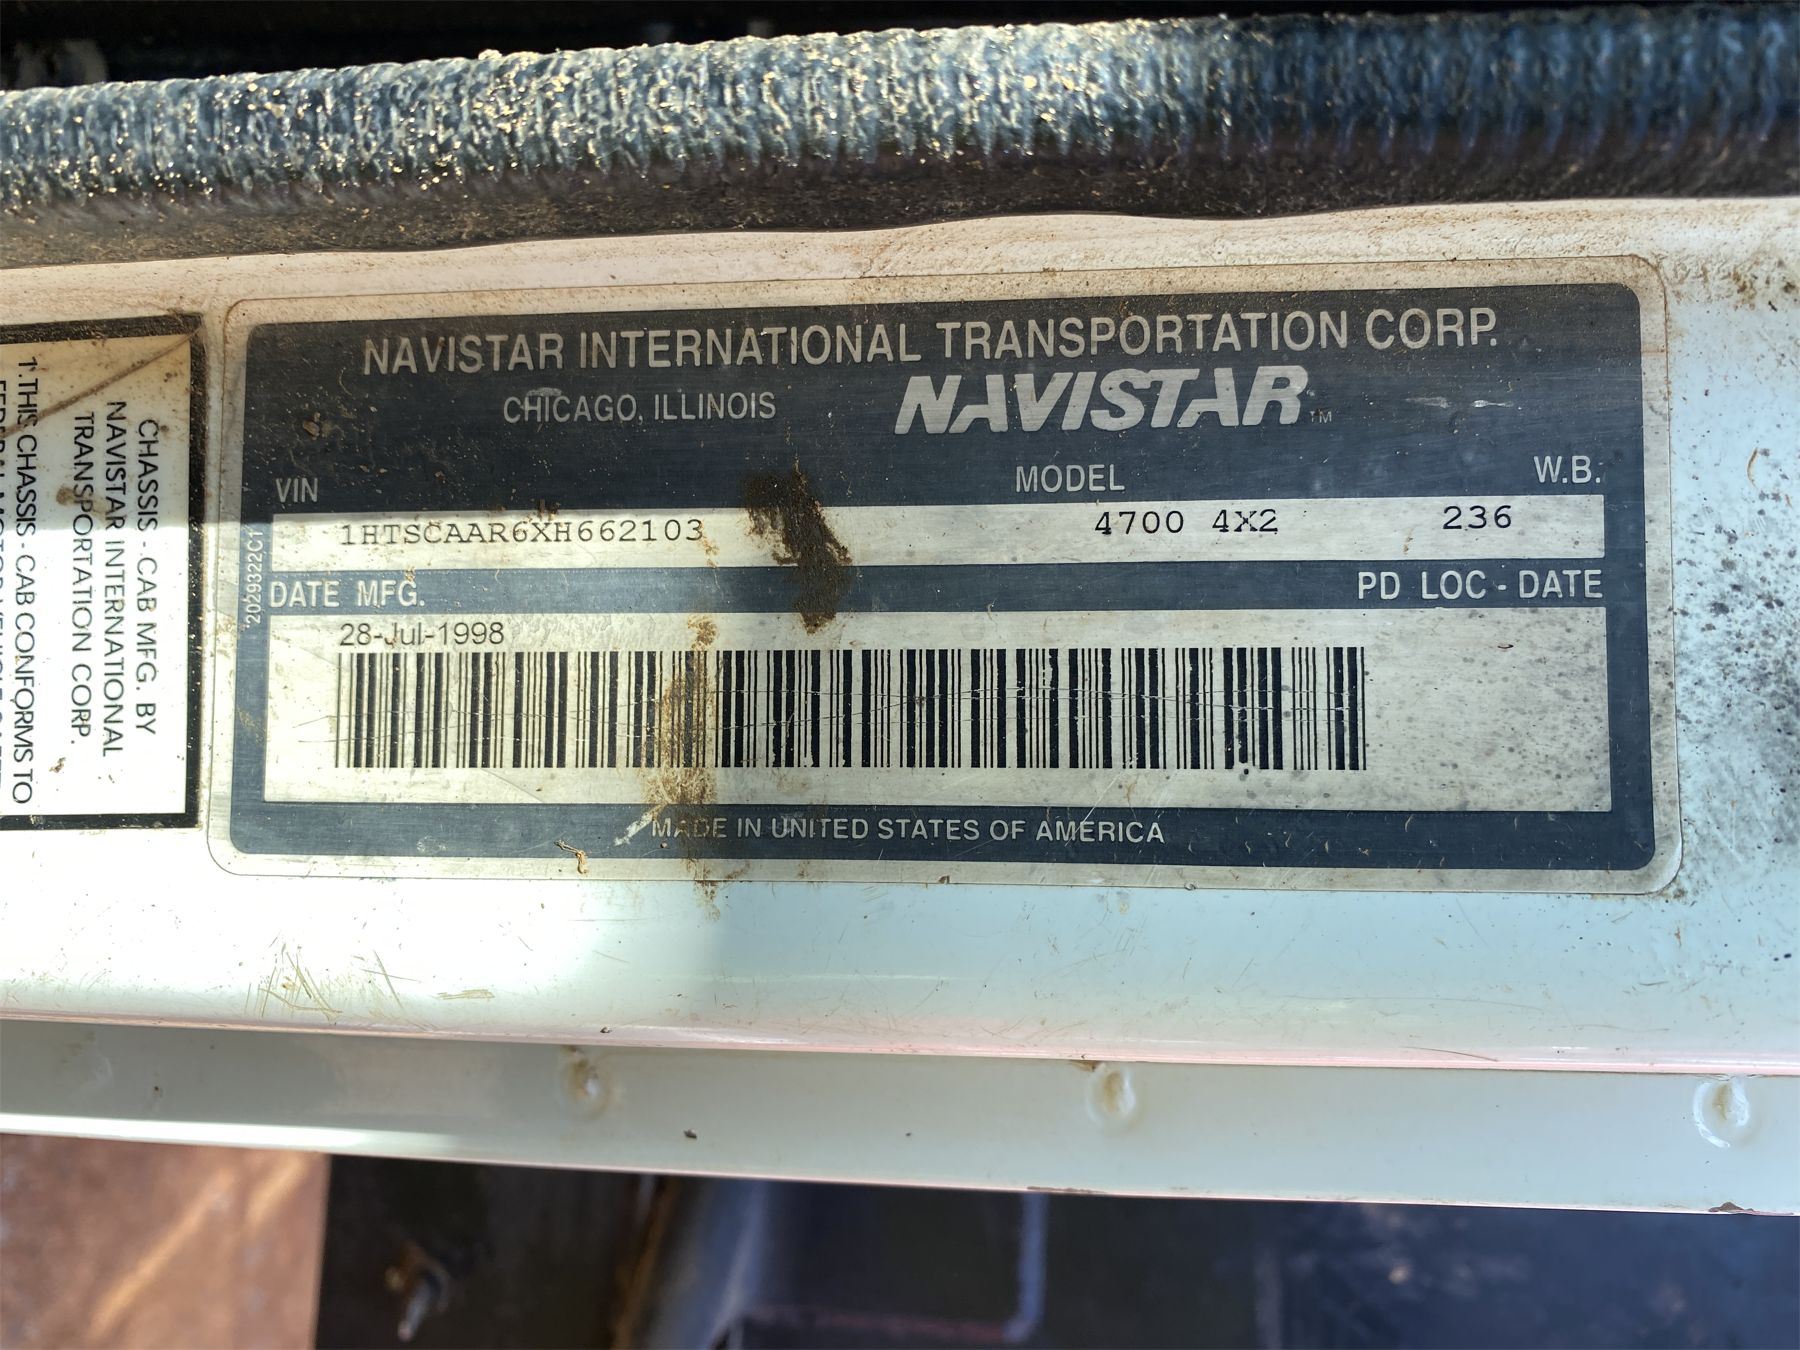 NAVISTAR INTERNATIONAL TRANSPORTATION CORP.
CHICAGO, ILLINOIS
NAVISTAR™
VIN
MODEL
W.B.
1HTSCAAR6XH662103
4700 4X2
236
DATE MFG.
PD LOC - DATE
28-Jul-1998
MADE IN UNITED STATES OF AMERICA
2029322C1
CHASSIS - CAB MFG. BY
NAVISTAR INTERNATIONAL
TRANSPORTATION CORP.
1. THIS CHASSIS - CAB CONFORMS TO